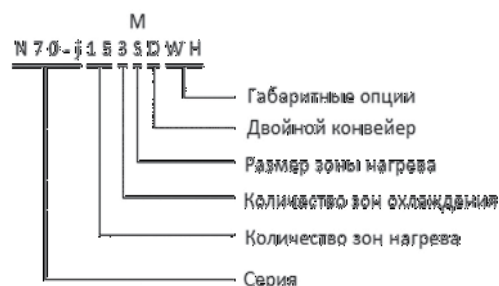 М
N70-j153SDWH
Габаритные опции
Двойной конвейер
Размер зоны нагрева
Количество зон охлаждения
Количество зон нагрева
Серия